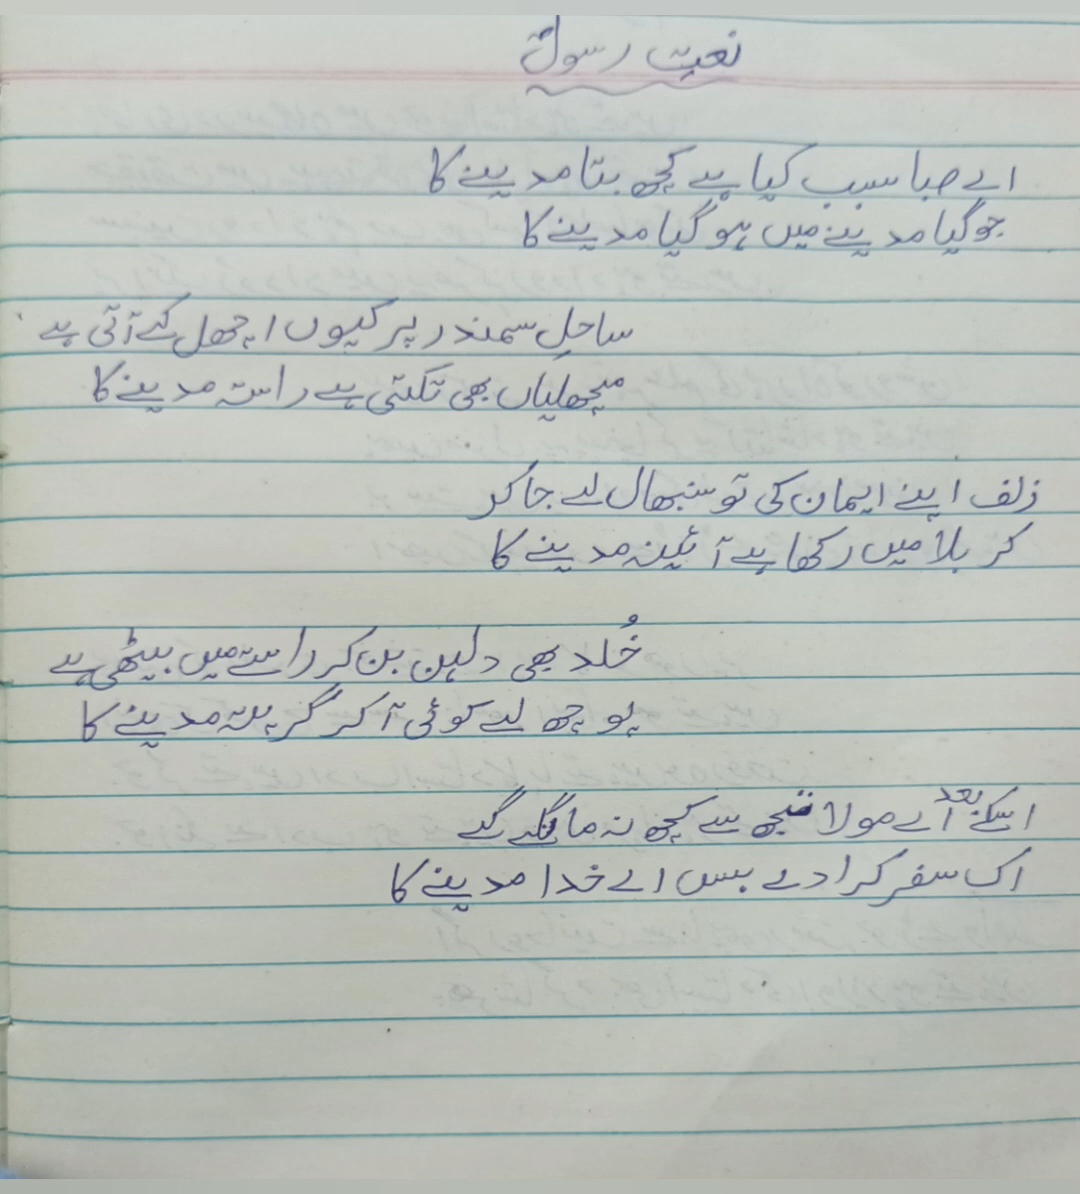 نعت رسولؐ
اے صبا سبب کیا ہے کچھ بتا مدینے کا
جو گیا مدینے میں ہو گیا مدینے کا
ساحلِ سمندر پر کیوں اچھل کے آتی ہے
مچھلیاں بھی تکتی ہے راستہ مدینے کا
زلف اپنے ایمان کی تو سنبھال لے جا کر
کربلا میں رکھا ہے آئینہ مدینے کا
خُلد بھی دلہن بن کر راستے میں بیٹھی ہے
پوچھ لے کوئی آ کر گر پتہ مدینے کا
اسکے بعد اے مولا تجھ سے کچھ نہ مانگے گے
اک سفر کرا دے بس اے خدا مدینے کا